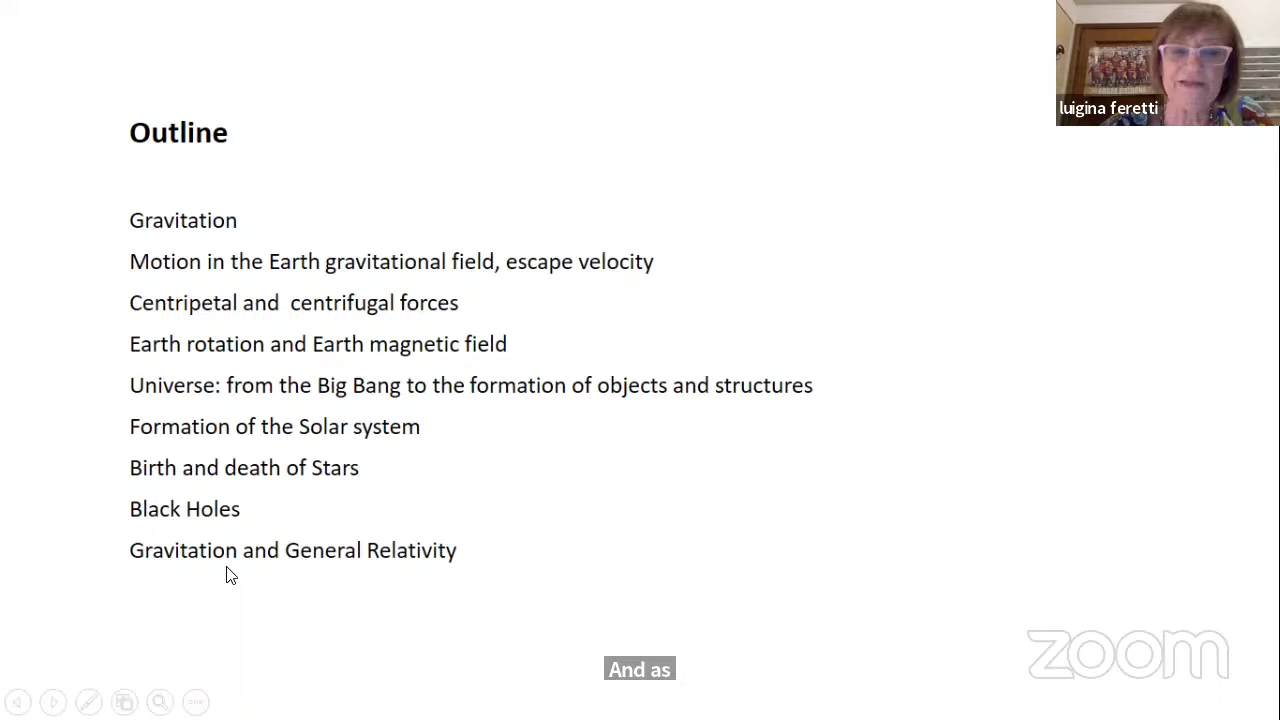 luigina feretti
Outline
Gravitation
Motion in the Earth gravitational field, escape velocity
Centripetal and  centrifugal forces
Earth rotation and Earth magnetic field
Universe: from the Big Bang to the formation of objects and structures
Formation of the Solar system
Birth and death of Stars
Black Holes
Gravitation and General Relativity
zoom
And as